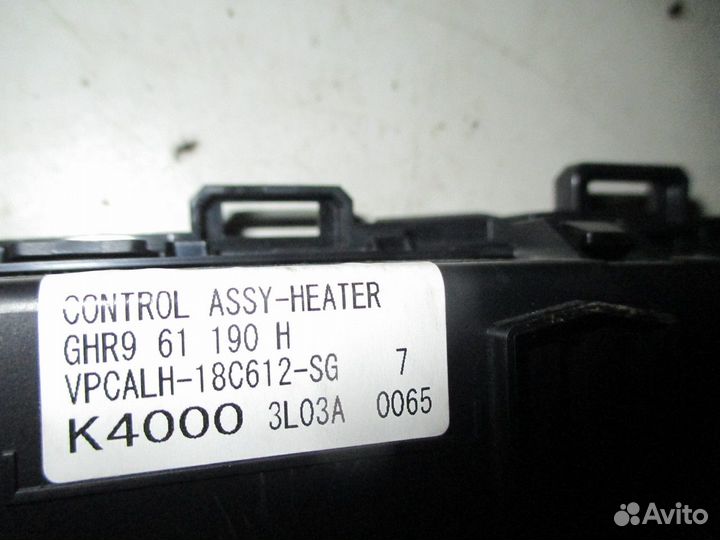 CONTROL ASSY-HEATER
GHR9 61 190 H
VPCALH-18C612-SG 7
K4000 3L03A 0065
Avito